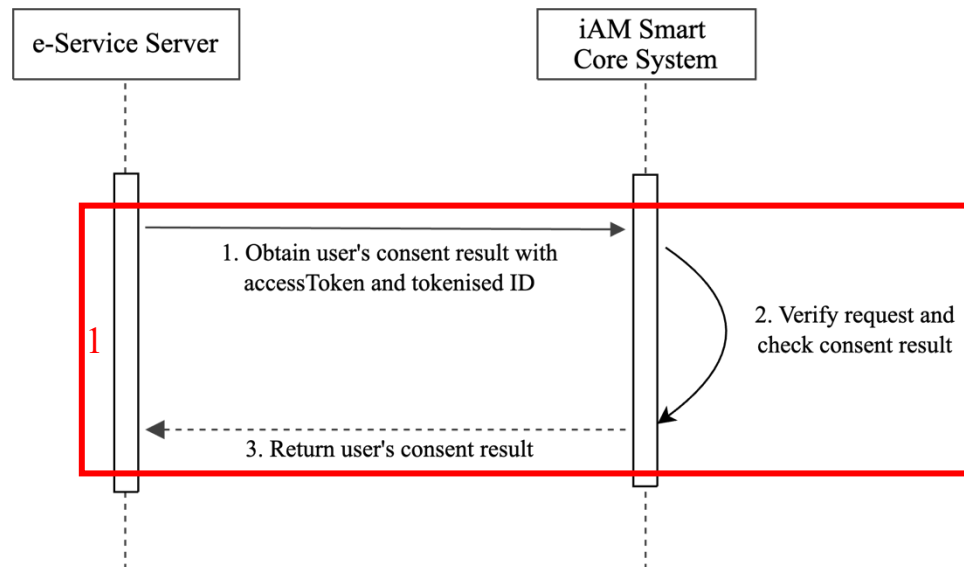 e-Service Server
iAM Smart
Core System
1. Obtain user's consent result with
accessToken and tokenised ID
2. Verify request and
check consent result
1
3. Return user's consent result